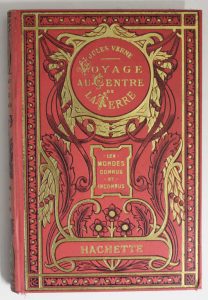 JULES VERNE
VOYAGE
AU CENTRE
DE
LA TERRE
LES
MONDES
CONNUS
ET
INCONNUS
HACHETTE